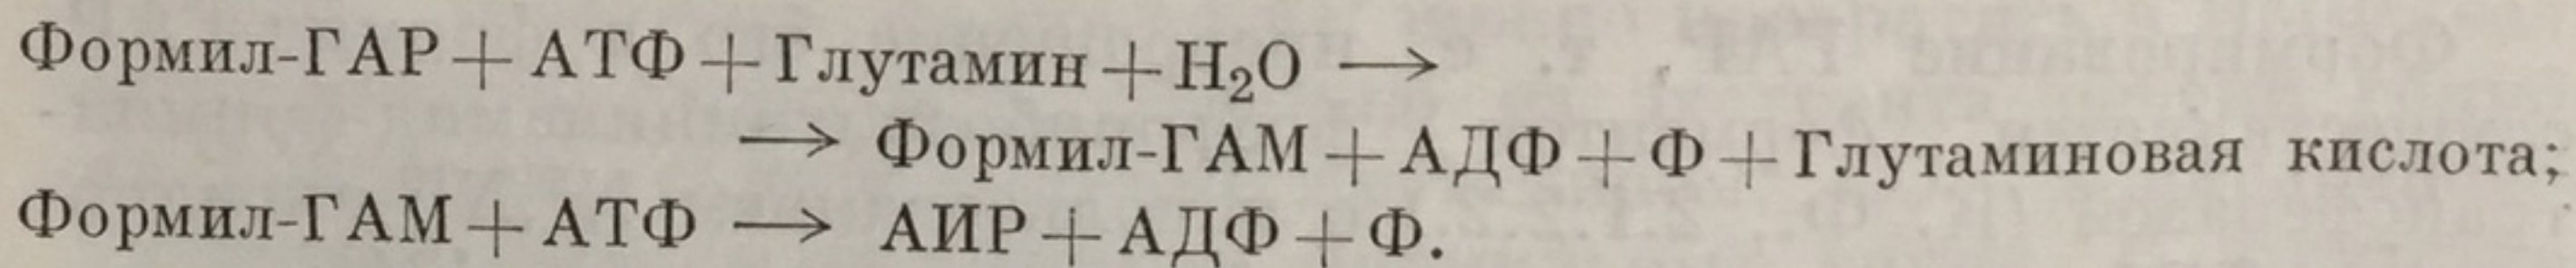 Формил-ГАР + АТФ + Глутамин + H₂O →
→ Формил-ГАМ + АДФ + Ф + Глутаминовая кислота;
Формил-ГАМ + АТФ → АИР + АДФ + Ф.